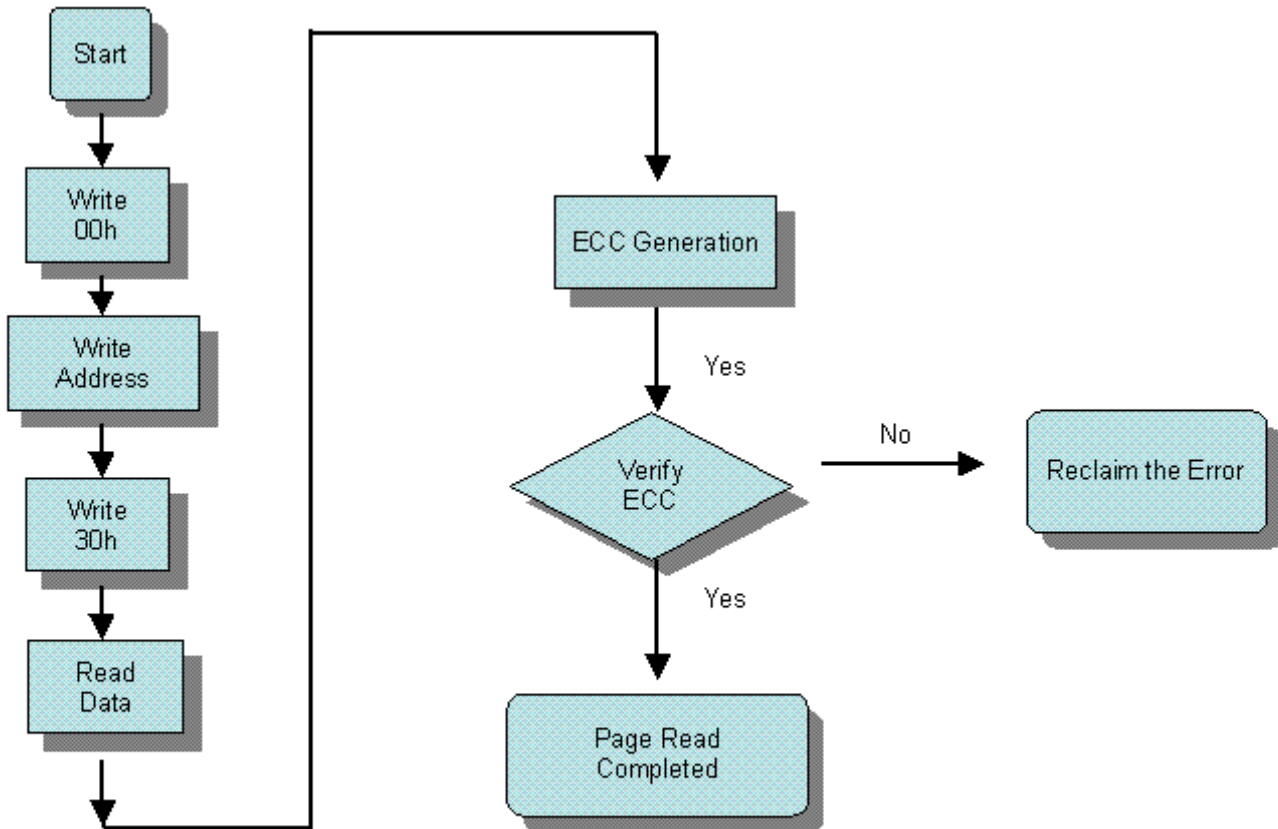 Start
Write
00h
Write
Address
Write
30h
Read
Data
ECC Generation
Yes
Verify
ECC
No
Reclaim the Error
Yes
Page Read
Completed